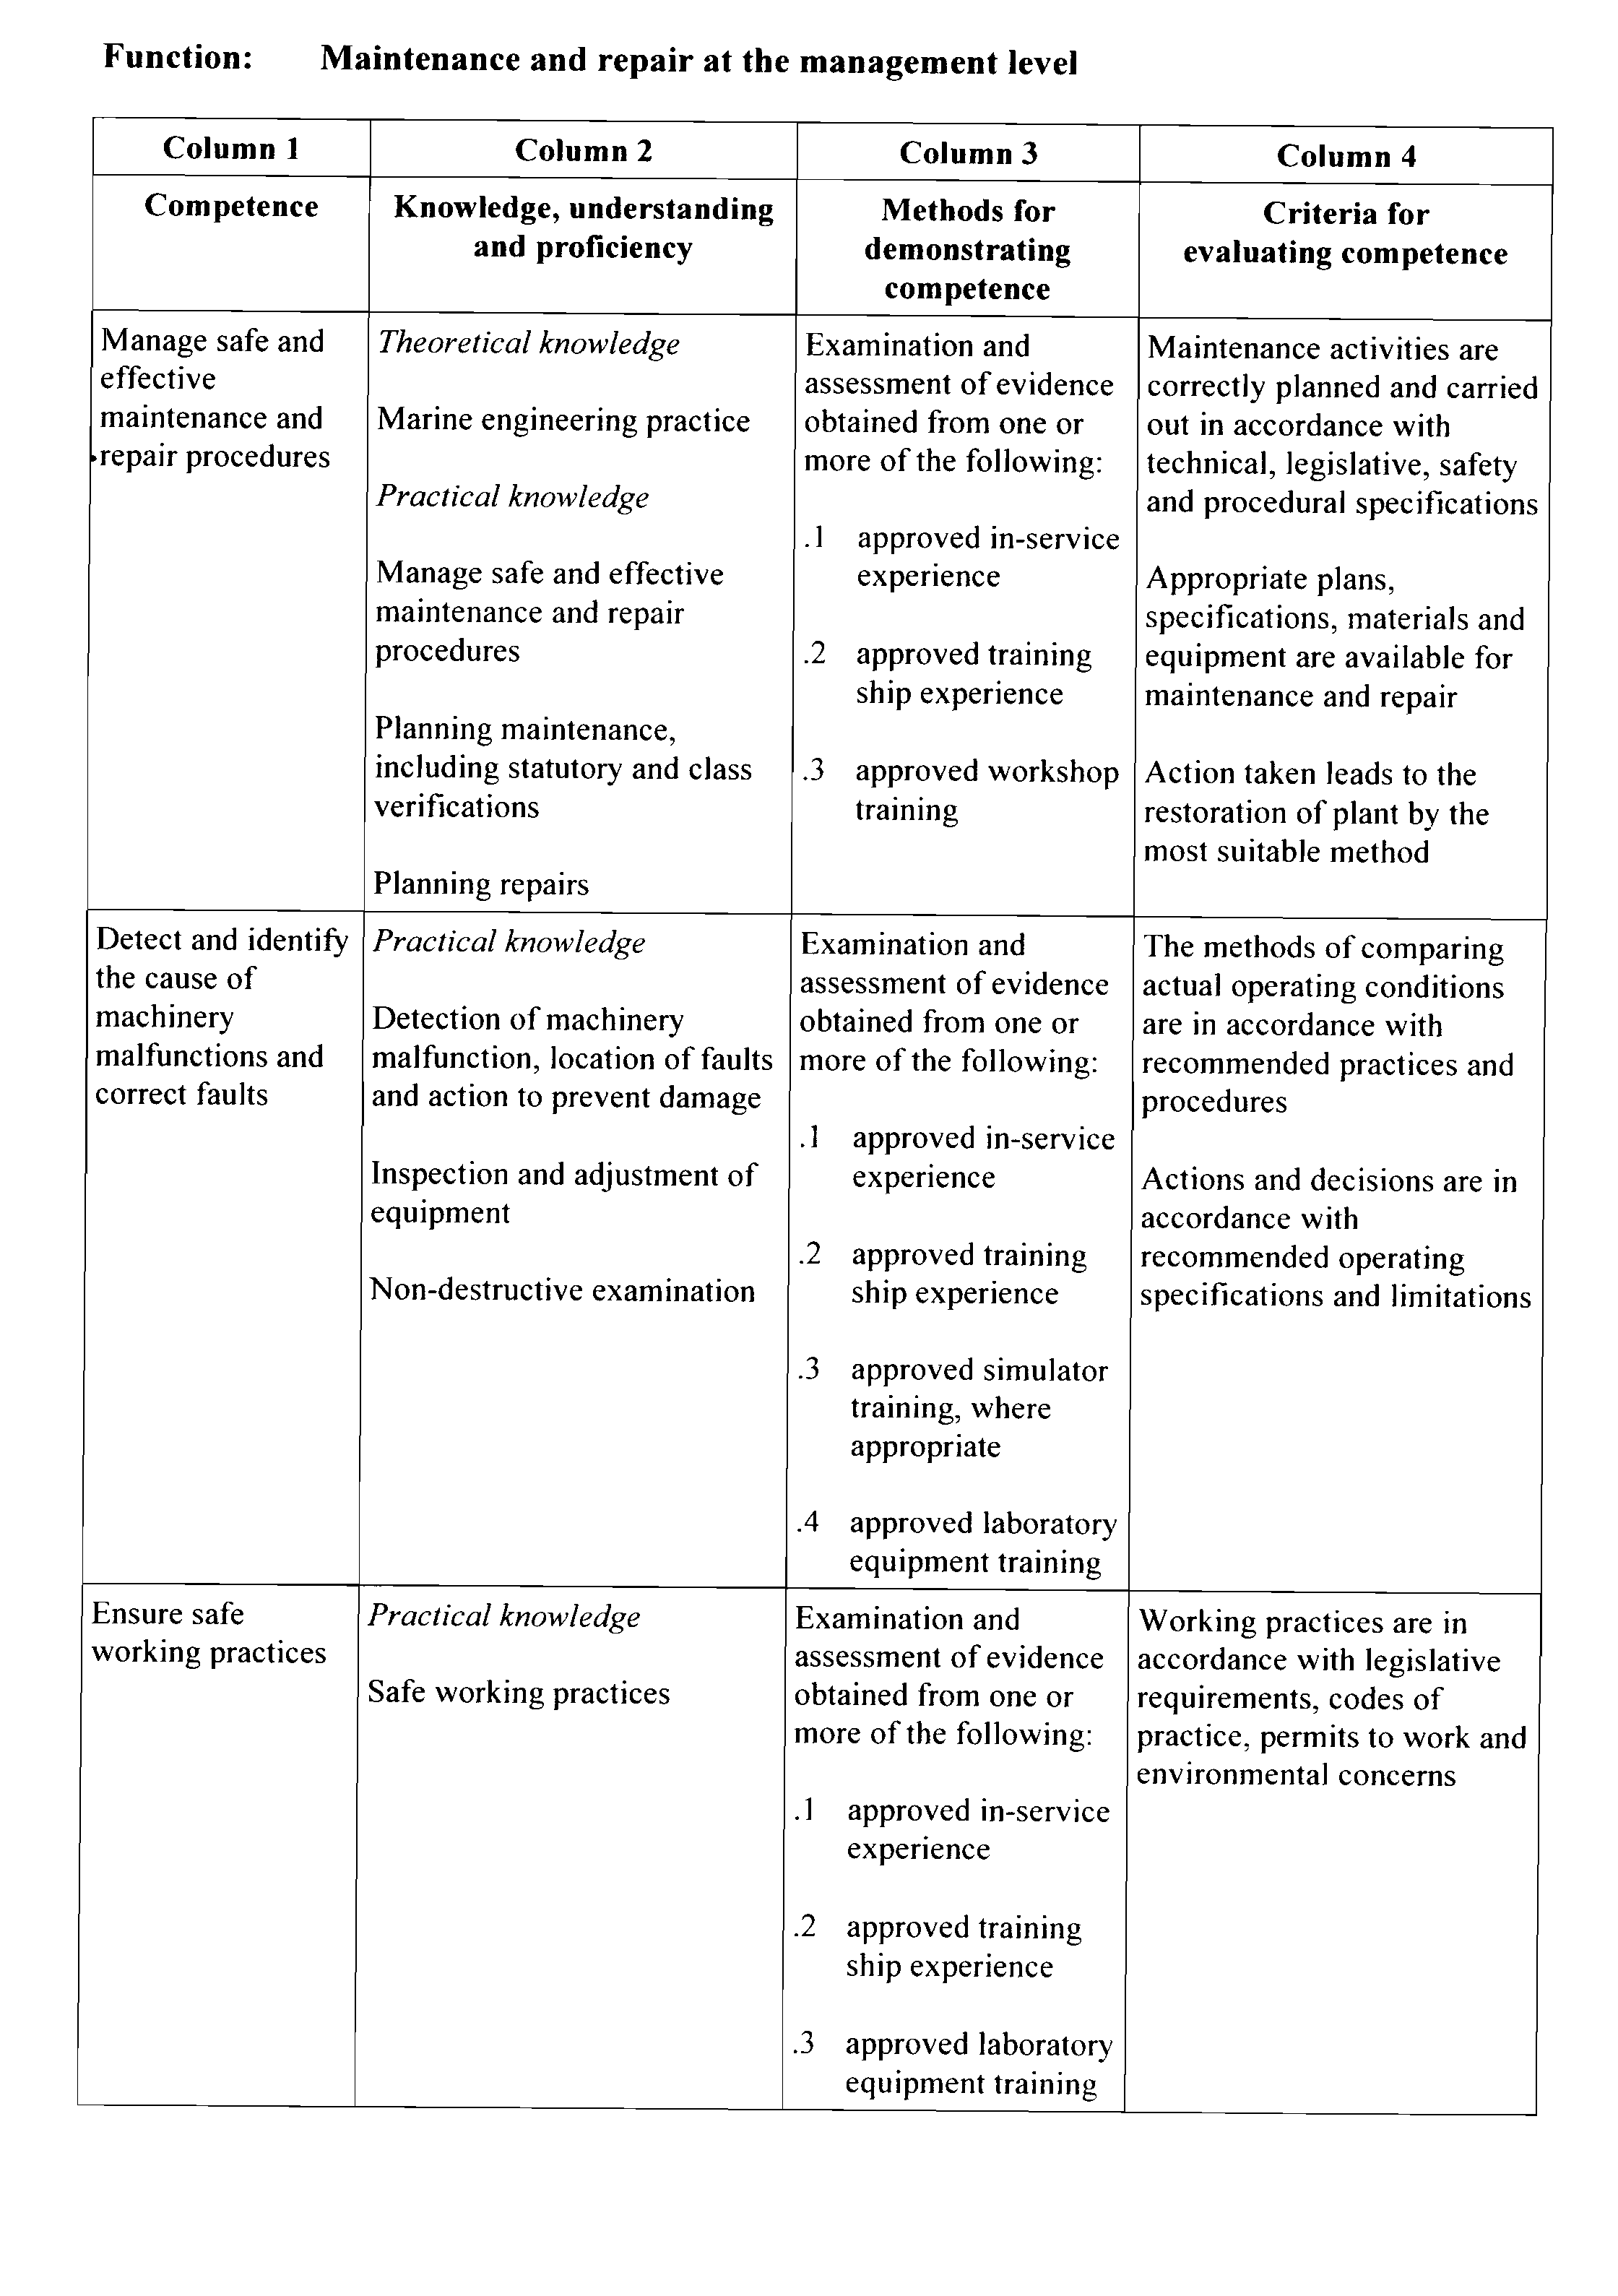 Function: Maintenance and repair at the management level
Column 1 Column 2 Column 3 Column 4
Competence
Knowledge, understanding
and proficiency
Methods for
demonstrating
competence
Criteria for
evaluating competence
Manage safe and
effective
maintenance and
repair procedures
Theoretical knowledge
Marine engineering practice
Practical knowledge
Manage safe and effective
maintenance and repair
procedures
Planning maintenance,
including statutory and class
verifications
Planning repairs
Examination and
assessment of evidence
obtained from one or
more of the following:
.1 approved in-service
experience
.2 approved training
ship experience
.3 approved workshop
training
Maintenance activities are
correctly planned and carried
out in accordance with
technical, legislative, safety
and procedural specifications
Appropriate plans,
specifications, materials and
equipment are available for
maintenance and repair
Action taken leads to the
restoration of plant by the
most suitable method
Detect and identify
the cause of
machinery
malfunctions and
correct faults
Practical knowledge
Detection of machinery
malfunction, location of faults
and action to prevent damage
Inspection and adjustment of
equipment
Non-destructive examination
Examination and
assessment of evidence
obtained from one or
more of the following:
.1 approved in-service
experience
.2 approved training
ship experience
.3 approved simulator
training, where
appropriate
.4 approved laboratory
equipment training
The methods of comparing
actual operating conditions
are in accordance with
recommended practices and
procedures
Actions and decisions are in
accordance with
recommended operating
specifications and limitations
Ensure safe
working practices
Practical knowledge
Safe working practices
Examination and
assessment of evidence
obtained from one or
more of the following:
.1 approved in-service
experience
.2 approved training
ship experience
.3 approved laboratory
equipment training
Working practices are in
accordance with legislative
requirements, codes of
practice, permits to work and
environmental concerns